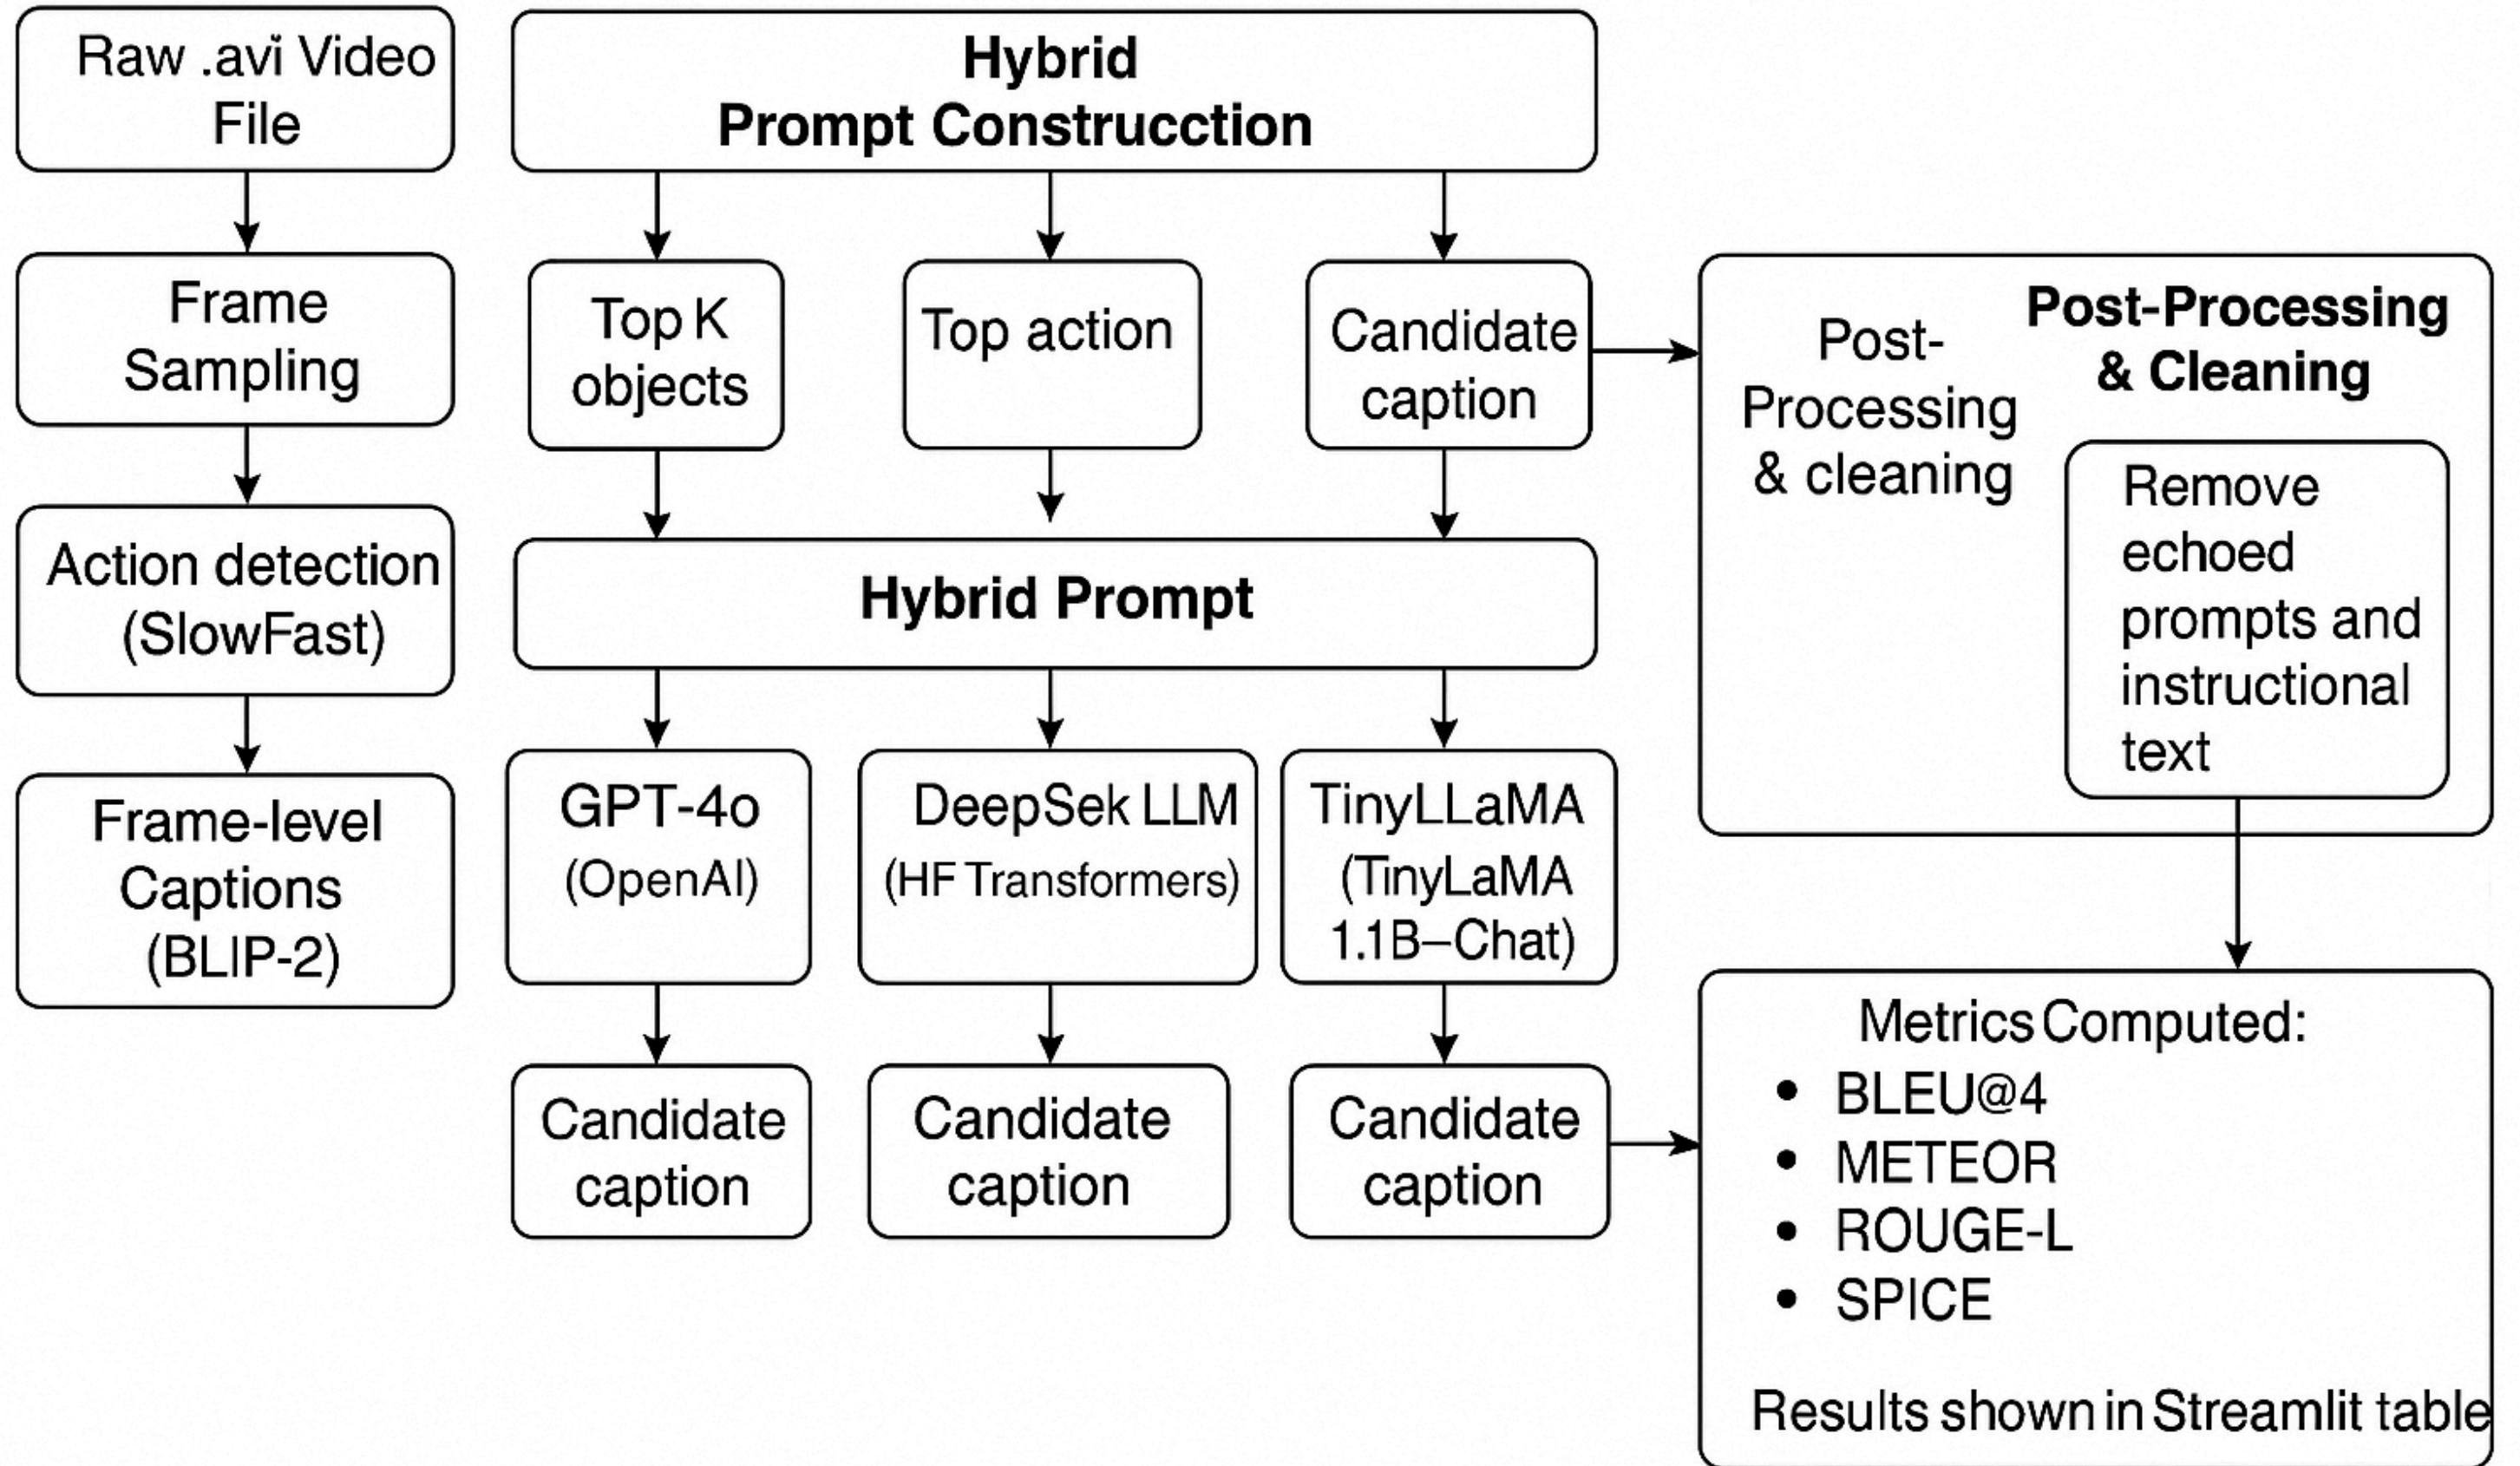 Raw .avi Video
File
Frame
Sampling
Action detection
(SlowFast)
Frame-level
Captions
(BLIP-2)
Hybrid
Prompt Construcction
Top K
objects
Top action
Candidate
caption
Hybrid Prompt
GPT-4o
(OpenAI)
DeepSek LLM
(HF Transformers)
TinyLLaMA
(TinyLaMA
1.1B–Chat)
Candidate
caption
Candidate
caption
Candidate
caption
Post-
Processing
& cleaning
Post-Processing
& Cleaning
Remove
echoed
prompts and
instructional
text
Metrics Computed:
• BLEU@4
• METEOR
• ROUGE-L
• SPICE
Results shown in Streamlit table